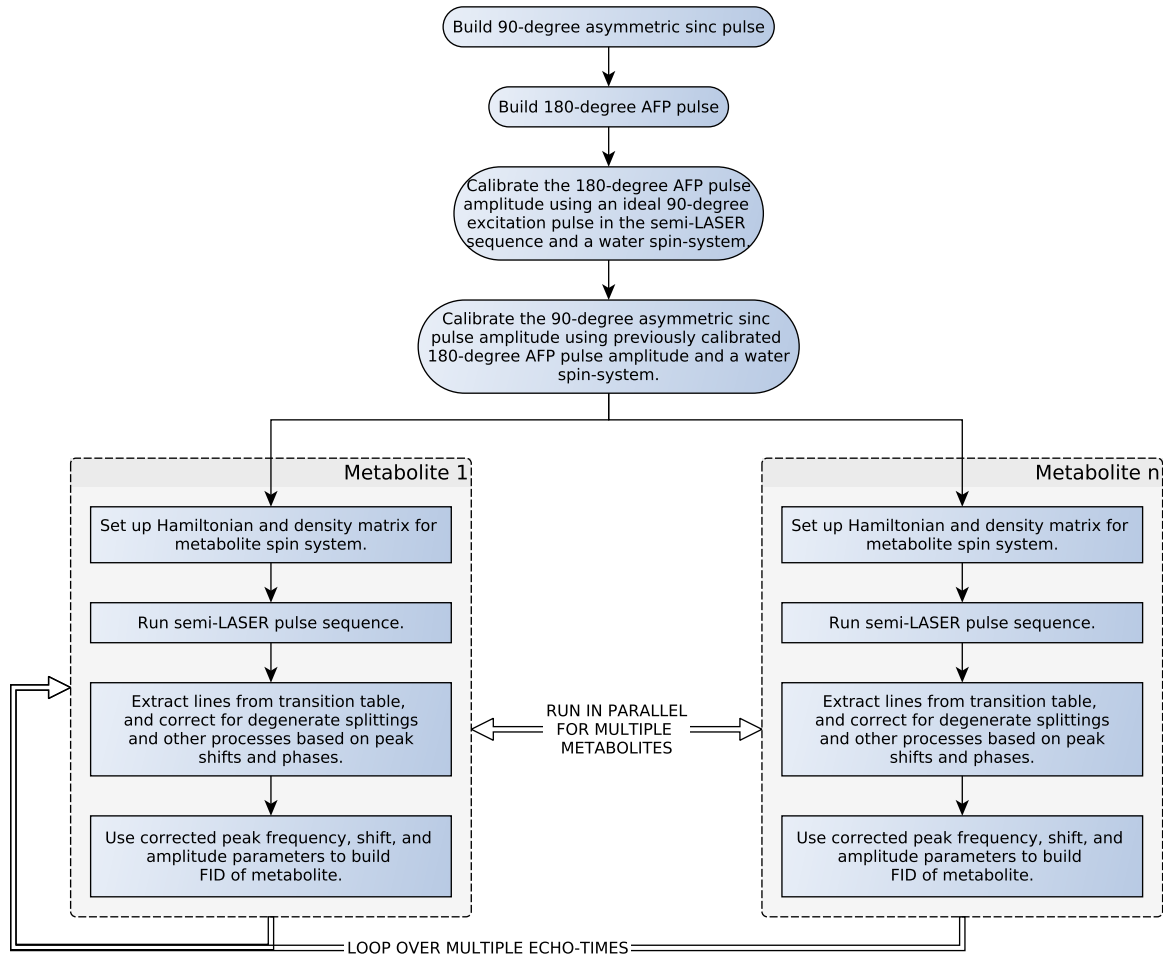 Build 90-degree asymmetric sinc pulse
Build 180-degree AFP pulse
Calibrate the 180-degree AFP pulse
amplitude using an ideal 90-degree
excitation pulse in the semi-LASER
sequence and a water spin-system.
Calibrate the 90-degree asymmetric sinc
pulse amplitude using previously calibrated
180-degree AFP pulse amplitude and a water
spin-system.
Metabolite 1
Set up Hamiltonian and density matrix for
metabolite spin system.
Run semi-LASER pulse sequence.
Extract lines from transition table,
and correct for degenerate splittings
and other processes based on peak
shifts and phases.
Use corrected peak frequency, shift, and
amplitude parameters to build
FID of metabolite.
RUN IN PARALLEL
FOR MULTIPLE
METABOLITES
Metabolite n
Set up Hamiltonian and density matrix for
metabolite spin system.
Run semi-LASER pulse sequence.
Extract lines from transition table,
and correct for degenerate splittings
and other processes based on peak
shifts and phases.
Use corrected peak frequency, shift, and
amplitude parameters to build
FID of metabolite.
LOOP OVER MULTIPLE ECHO-TIMES